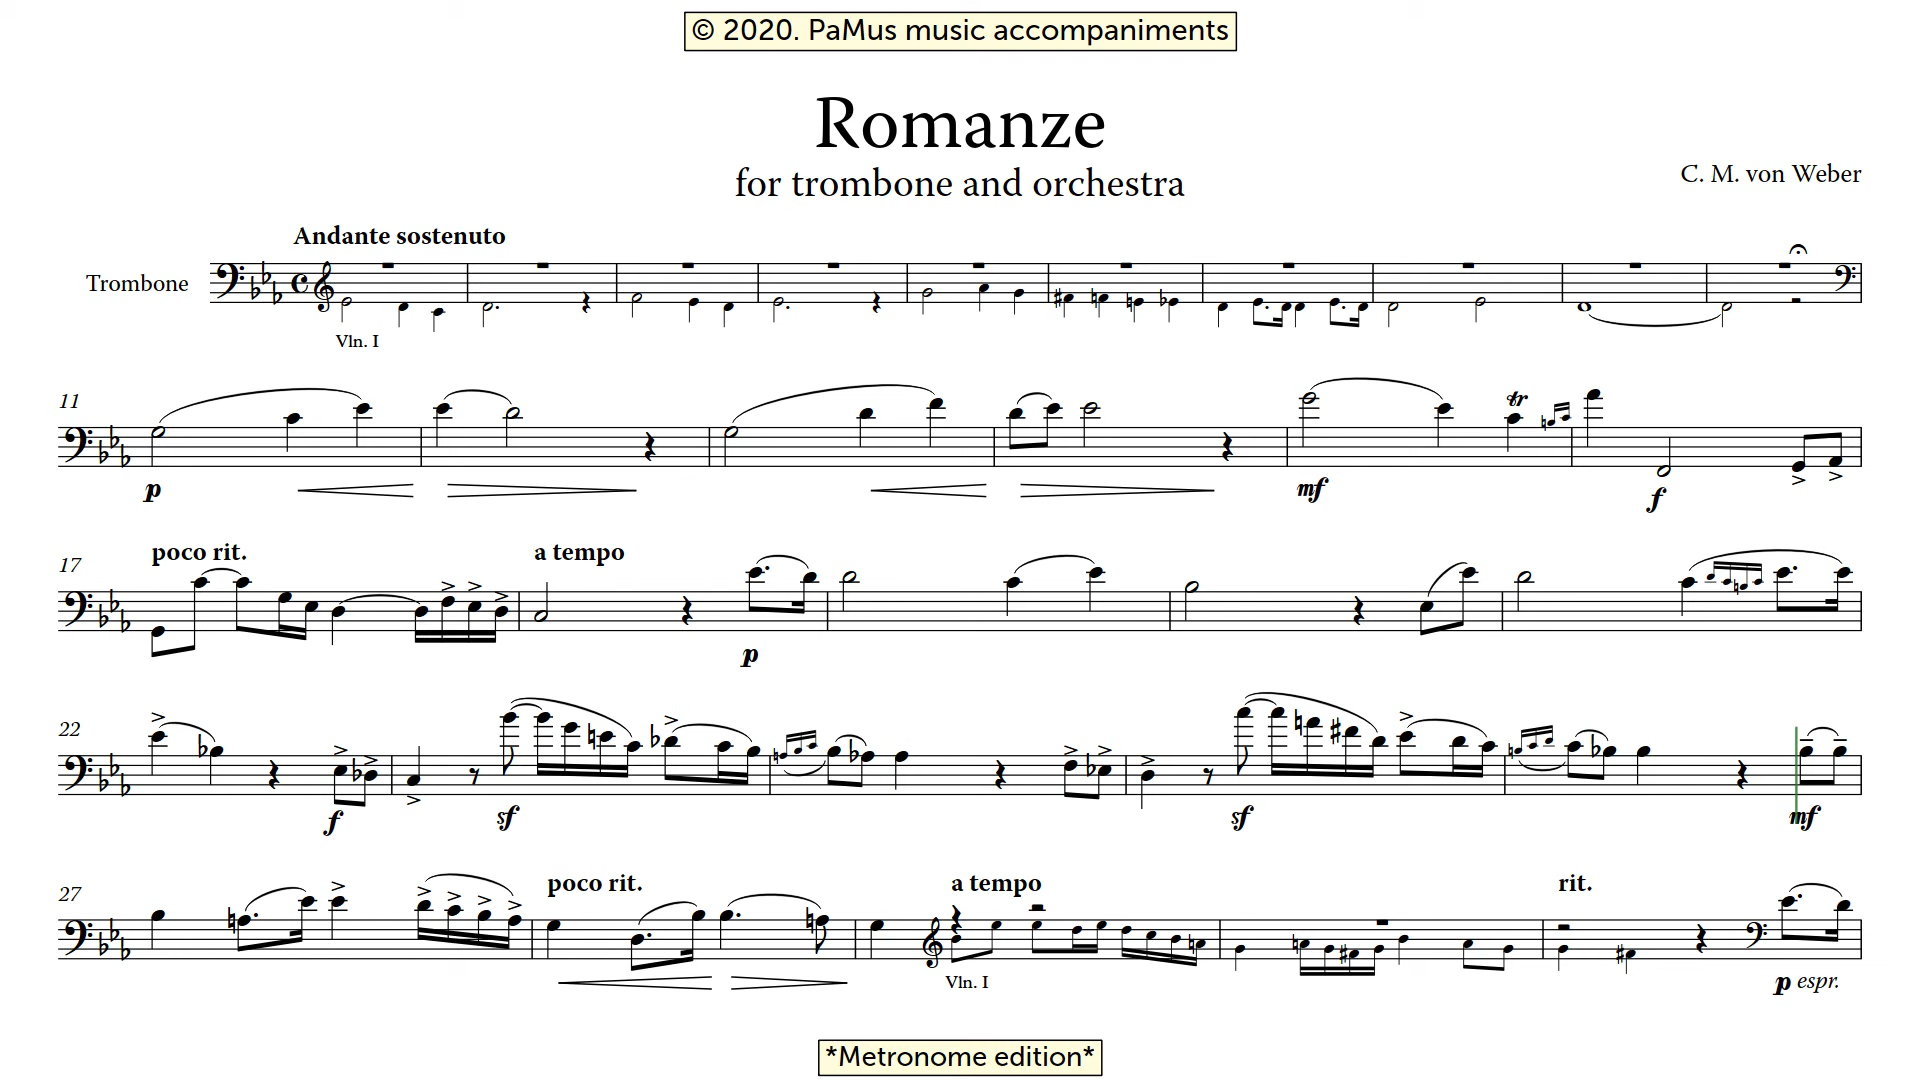 © 2020. PaMus music accompaniments
Romanze
for trombone and orchestra
C. M. von Weber
Andante sostenuto
Trombone
Vln. I
11
tr
p
mf
f
17
poco rit.
a tempo
p
22
f
sf
sf
mf
27
poco rit.
a tempo
rit.
Vln. I
p espr.
*Metronome edition*